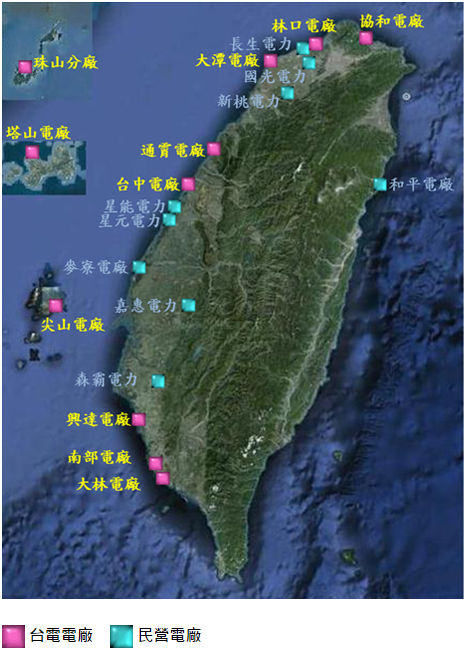 協和電廠
林口電廠
長生電力
大潭電廠
珠山分廠
國光電力
新桃電力
塔山電廠
通霄電廠
台中電廠
和平電廠
星能電力
星元電力
麥寮電廠
嘉惠電力
尖山電廠
森霸電力
興達電廠
南部電廠
大林電廠
台電電廠
民營電廠